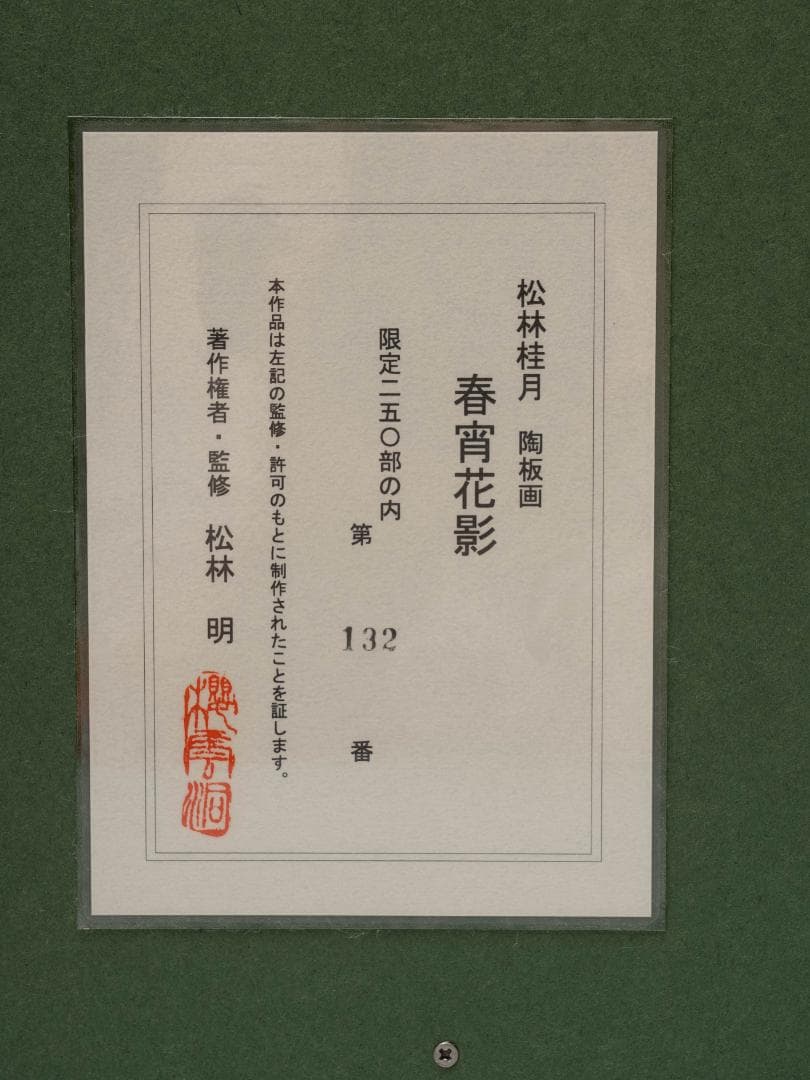 松林桂月 陶板画
春宵花影
限定二五〇部の内
第 132 番
本作品は左記の監修・許可のもとに制作されたことを証します。
著作権者・監修 松林 明
櫻雲洞